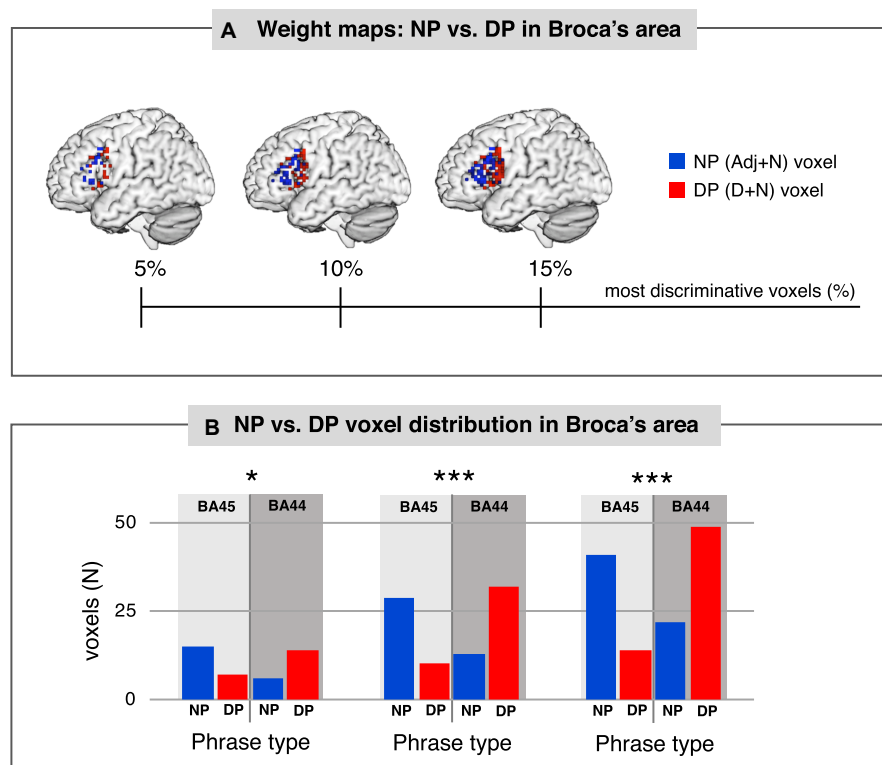 A Weight maps: NP vs. DP in Broca's area
NP (Adj+N) voxel
DP (D+N) voxel
5% 10% 15%
most discriminative voxels (%)
B NP vs. DP voxel distribution in Broca's area
* *** ***
BA45 BA44 BA45 BA44 BA45 BA44
50
25
0
voxels (N)
NP DP NP DP NP DP NP DP NP DP NP DP
Phrase type Phrase type Phrase type